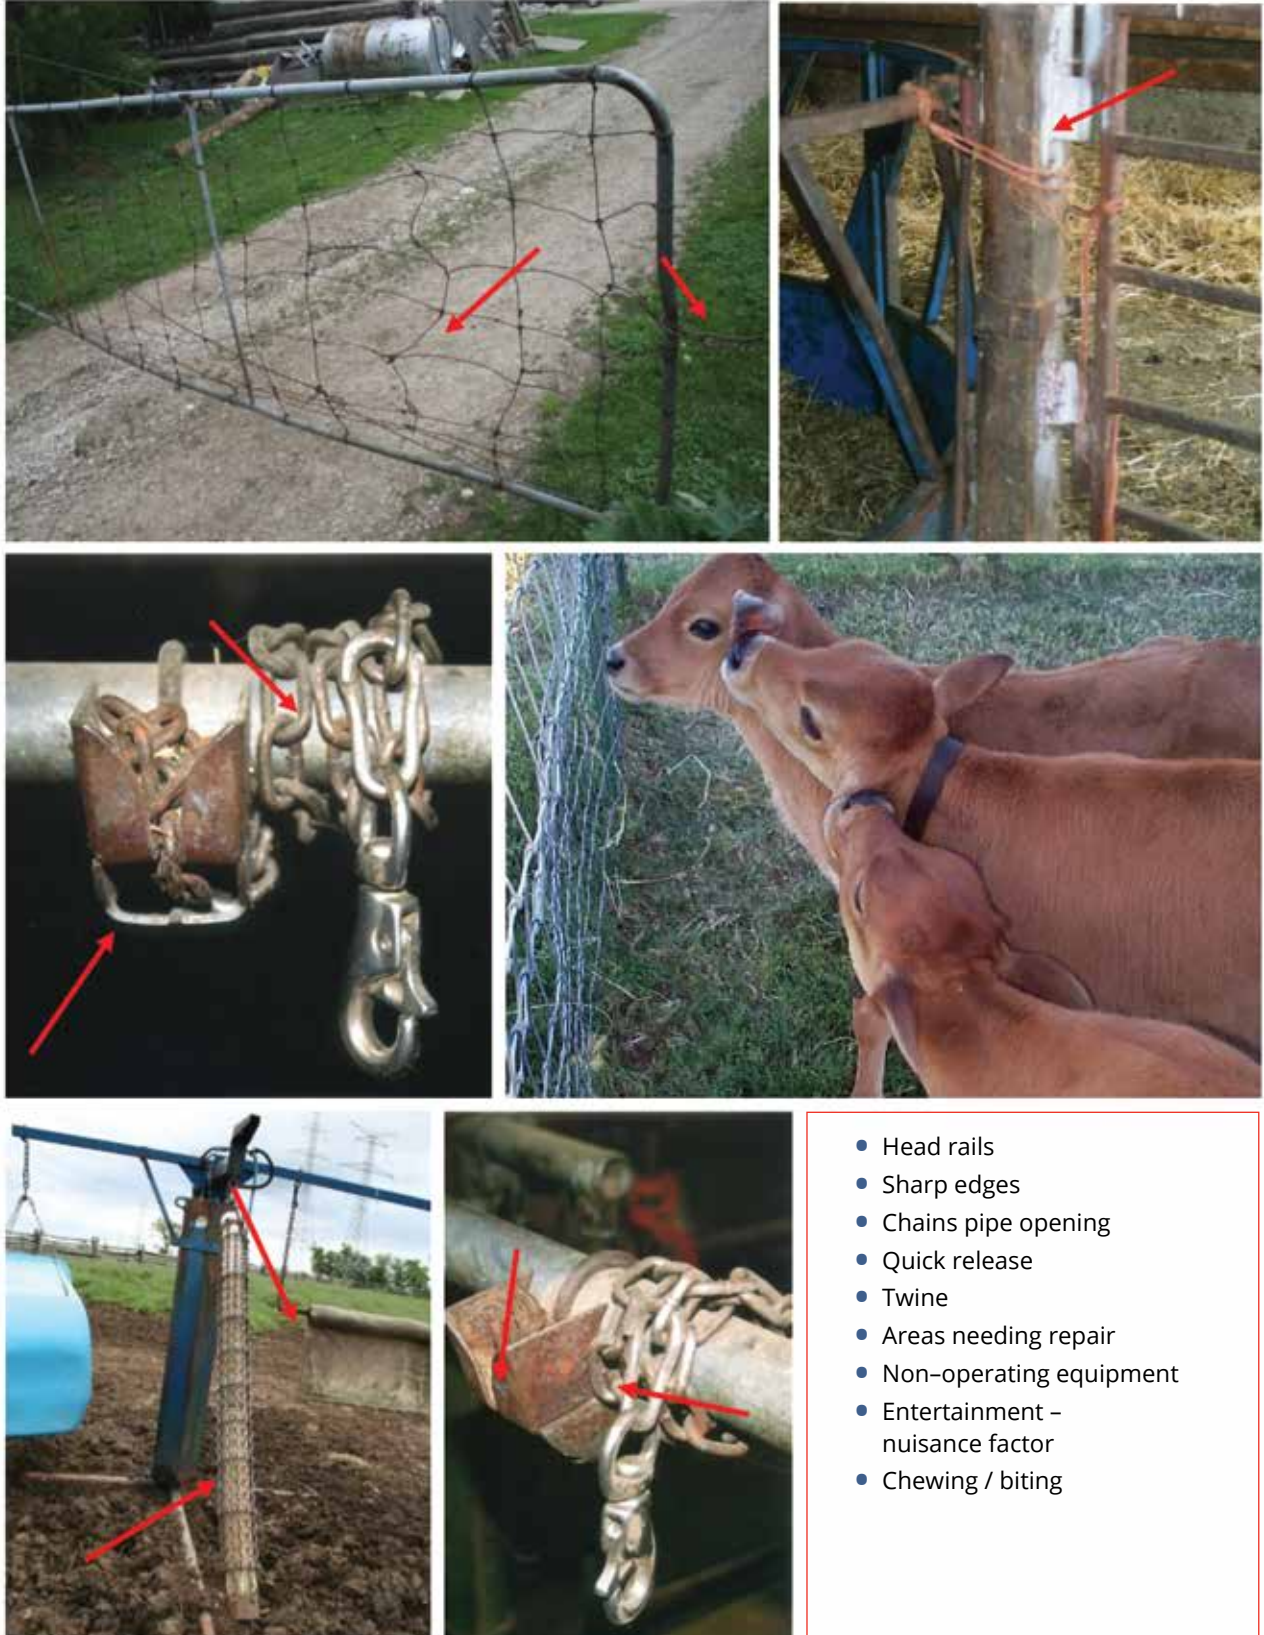 • Head rails
• Sharp edges
• Chains pipe opening
• Quick release
• Twine
• Areas needing repair
• Non–operating equipment
• Entertainment –
nuisance factor
• Chewing / biting